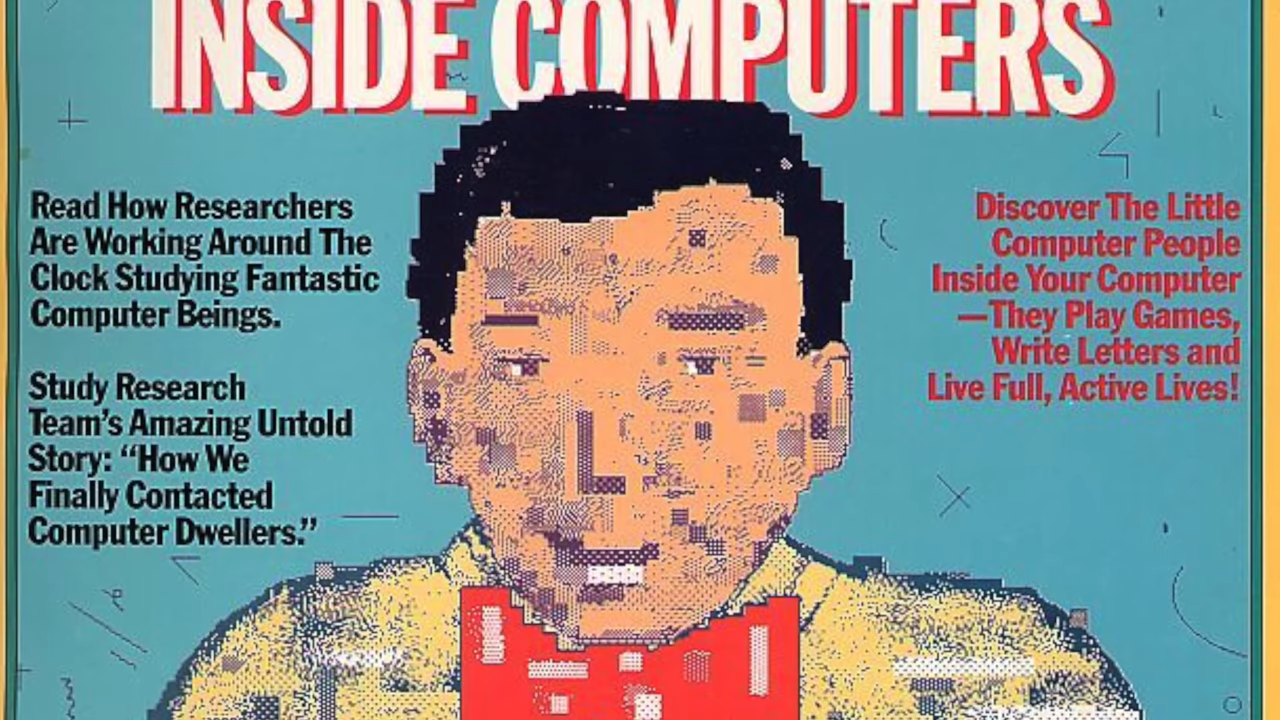 INSIDE COMPUTERS
Read How Researchers
Are Working Around The
Clock Studying Fantastic
Computer Beings.
Study Research
Team's Amazing Untold
Story: “How We
Finally Contacted
Computer Dwellers.”
Discover The Little
Computer People
Inside Your Computer
—They Play Games,
Write Letters and
Live Full, Active Lives!